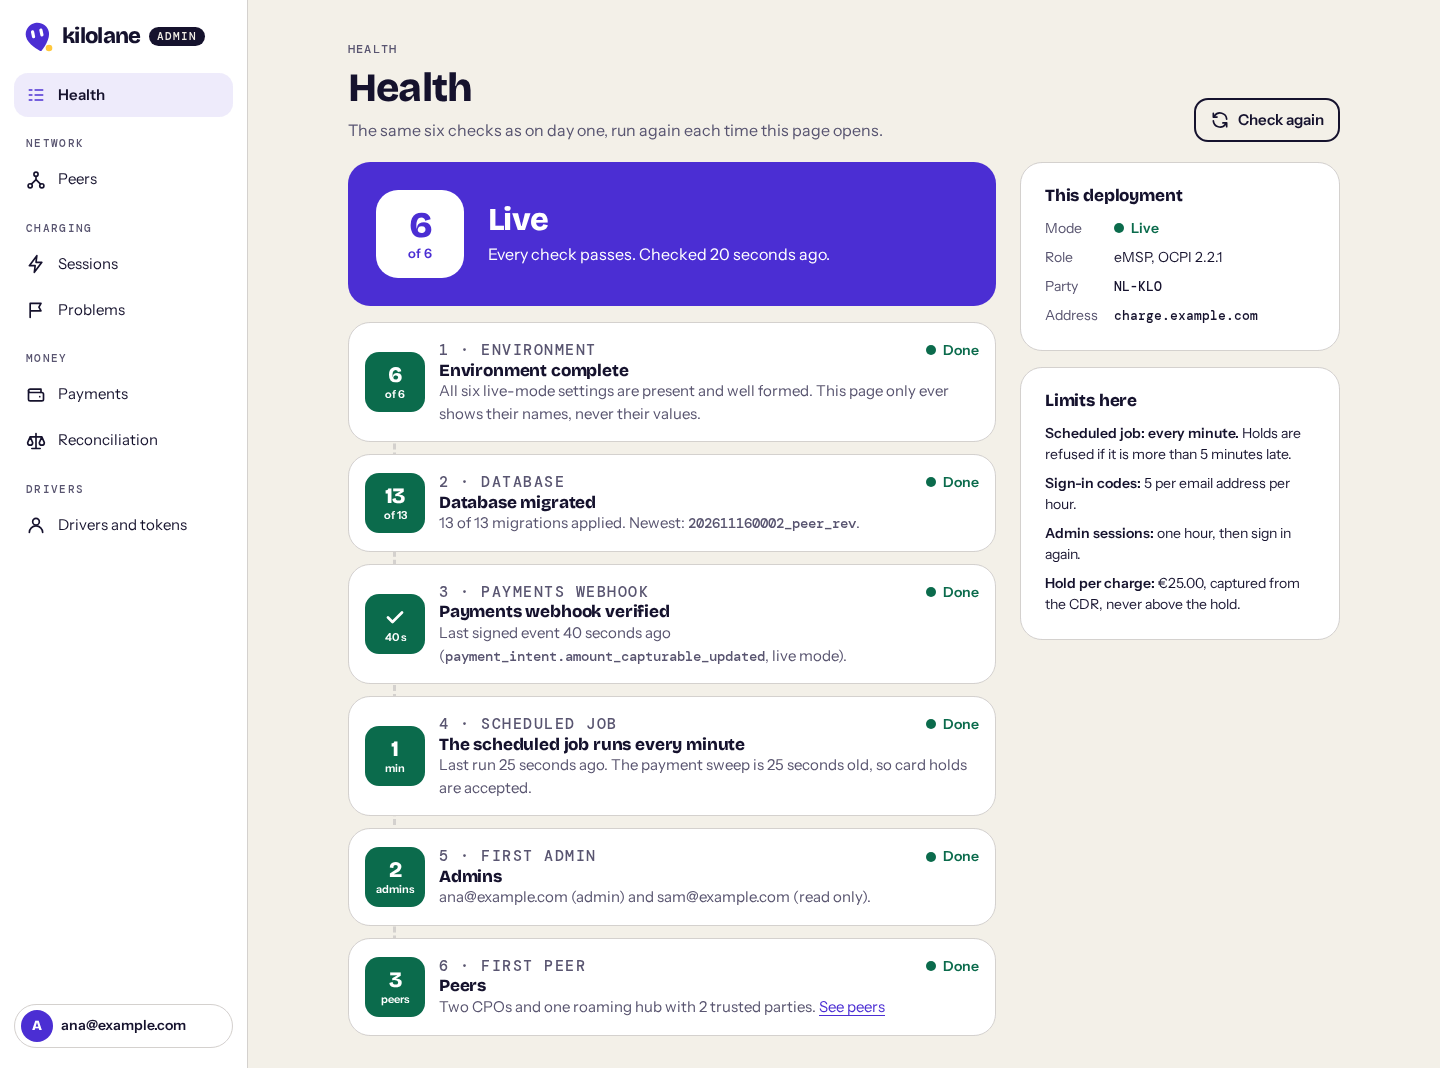 kilolane ADMIN
Health
NETWORK
Peers
CHARGING
Sessions
Problems
MONEY
Payments
Reconciliation
DRIVERS
Drivers and tokens
A ana@example.com
HEALTH
Health
The same six checks as on day one, run again each time this page opens.
Check again
6
of 6
Live
Every check passes. Checked 20 seconds ago.
6
of 6
1 · ENVIRONMENT
Done
Environment complete
All six live-mode settings are present and well formed. This page only ever
shows their names, never their values.
13
of 13
2 · DATABASE
Done
Database migrated
13 of 13 migrations applied. Newest: 202611160002_peer_rev.
40 s
3 · PAYMENTS WEBHOOK
Done
Payments webhook verified
Last signed event 40 seconds ago
(payment_intent.amount_capturable_updated, live mode).
1
min
4 · SCHEDULED JOB
Done
The scheduled job runs every minute
Last run 25 seconds ago. The payment sweep is 25 seconds old, so card holds
are accepted.
2
admins
5 · FIRST ADMIN
Done
Admins
ana@example.com (admin) and sam@example.com (read only).
3
peers
6 · FIRST PEER
Done
Peers
Two CPOs and one roaming hub with 2 trusted parties. See peers
This deployment
Mode Live
Role eMSP, OCPI 2.2.1
Party NL-KLO
Address charge.example.com
Limits here
Scheduled job: every minute. Holds are
refused if it is more than 5 minutes late.
Sign-in codes: 5 per email address per
hour.
Admin sessions: one hour, then sign in
again.
Hold per charge: €25.00, captured from
the CDR, never above the hold.